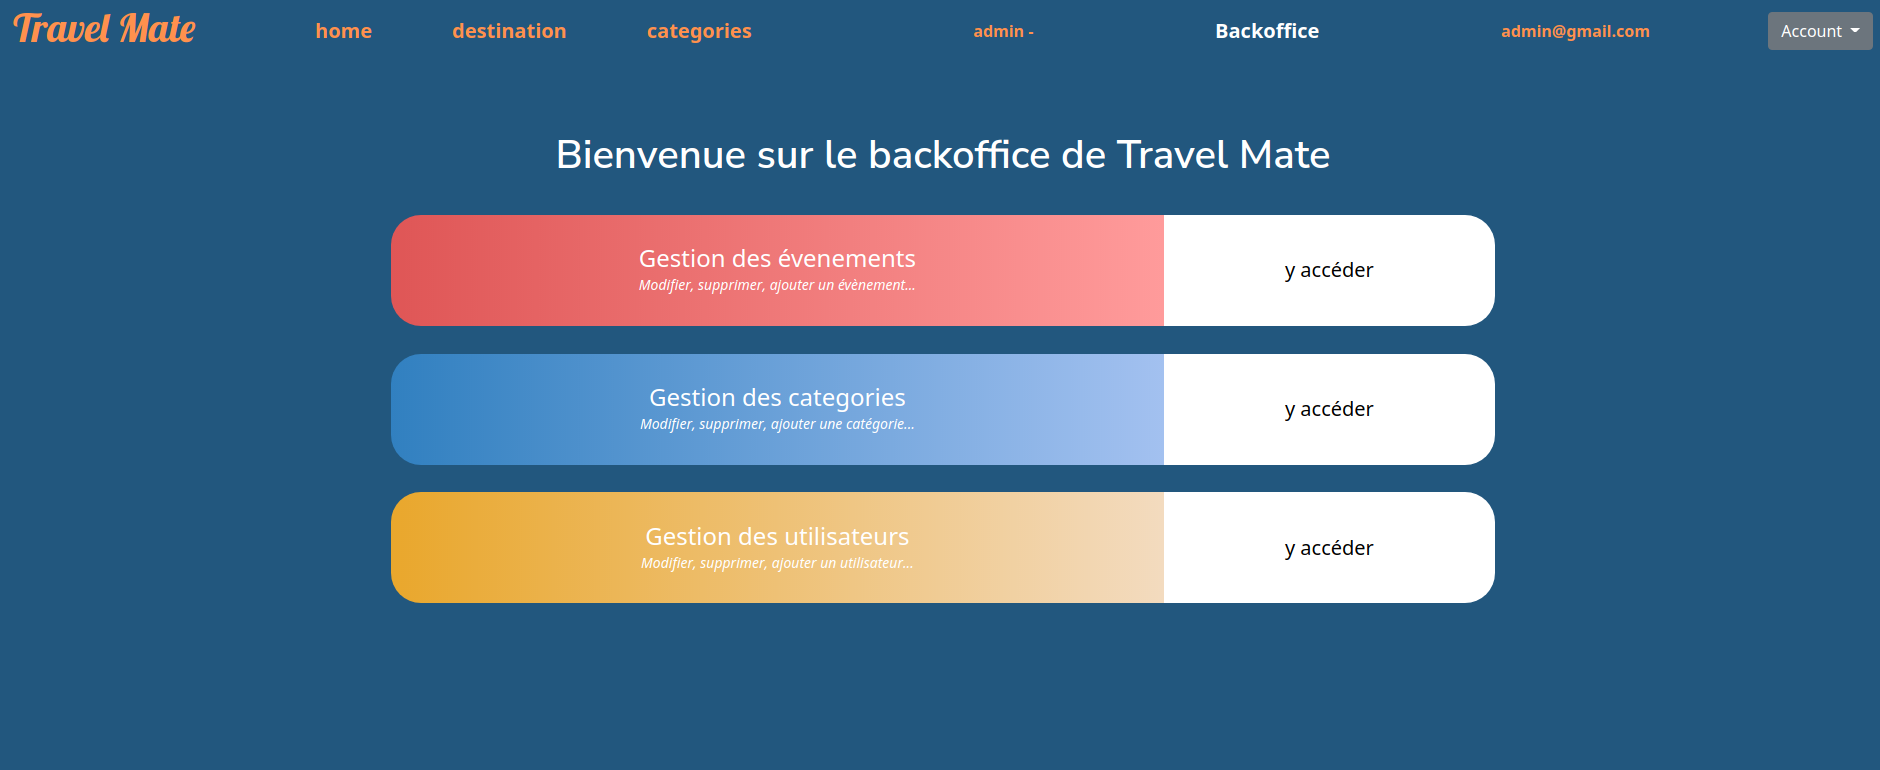 Travel Mate
home
destination
categories
admin -
Backoffice
admin@gmail.com
Account
Bienvenue sur le backoffice de Travel Mate
Gestion des évenements
Modifier, supprimer, ajouter un évènement...
y accéder
Gestion des categories
Modifier, supprimer, ajouter une catégorie...
y accéder
Gestion des utilisateurs
Modifier, supprimer, ajouter un utilisateur...
y accéder